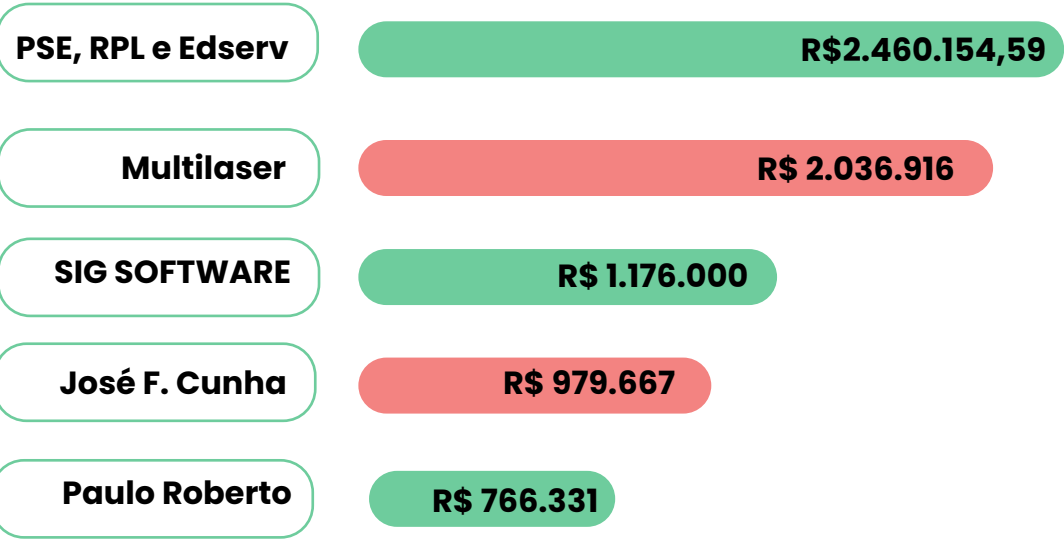 PSE, RPL e Edserv R$2.460.154,59
Multilaser R$ 2.036.916
SIG SOFTWARE R$ 1.176.000
José F. Cunha R$ 979.667
Paulo Roberto R$ 766.331